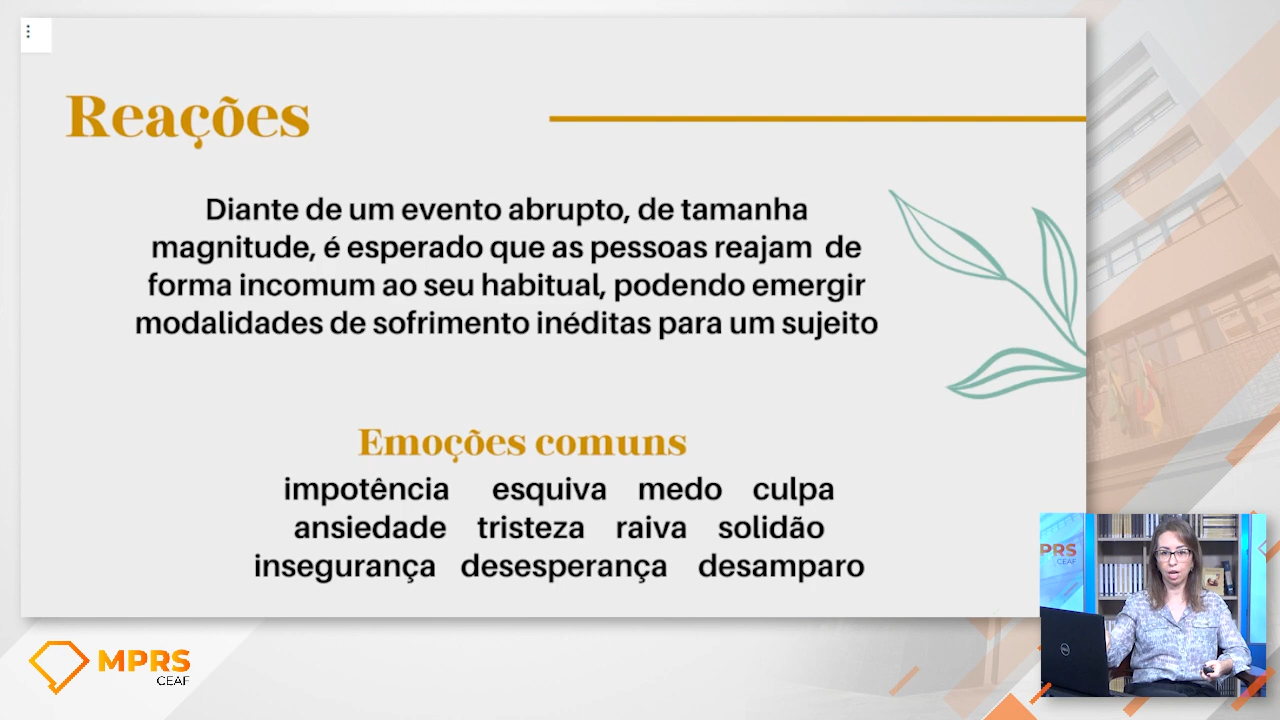 Reações
Diante de um evento abrupto, de tamanha
magnitude, é esperado que as pessoas reajam de
forma incomum ao seu habitual, podendo emergir
modalidades de sofrimento inéditas para um sujeito
Emoções comuns
impotência esquiva medo culpa
ansiedade tristeza raiva solidão
insegurança desesperança desamparo
MPRS
CEAF
MPRS
CEAF